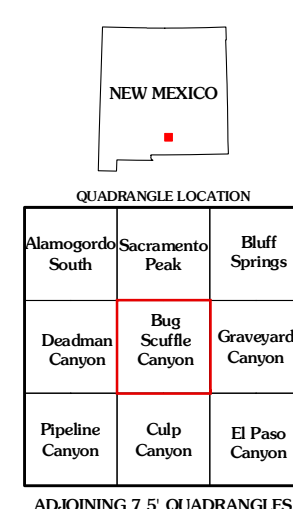 NEW MEXICO
QUADRANGLE LOCATION
Alamogordo South
Sacramento Peak
Bluff Springs
Deadman Canyon
Bug Scuffle Canyon
Graveyard Canyon
Pipeline Canyon
Culp Canyon
El Paso Canyon
ADJOINING 7.5' QUADRANGLES